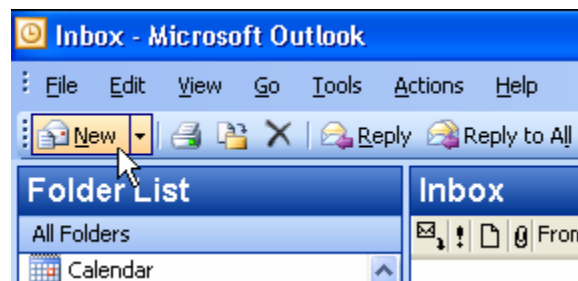 Inbox - Microsoft Outlook
File Edit View Go Tools Actions Help
New Reply Reply to All
Folder List Inbox
All Folders From
Calendar